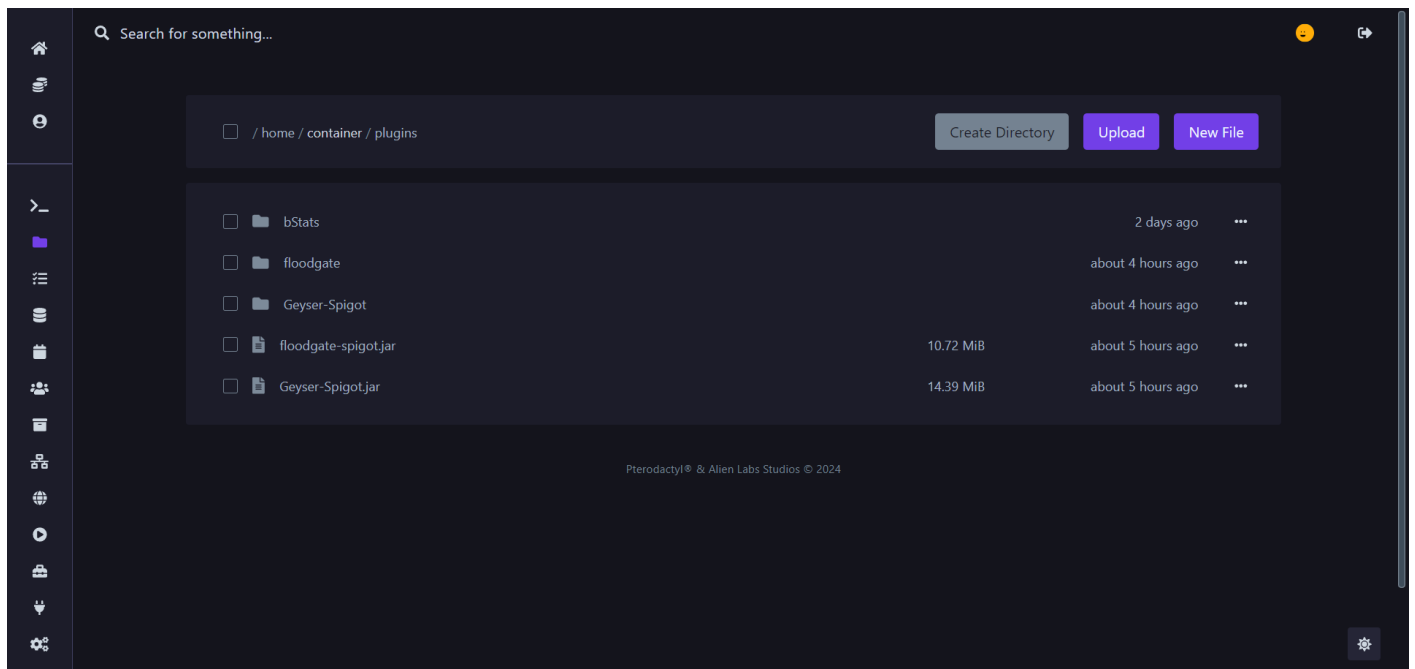 Search for something...
/ home / container / plugins
Create Directory
Upload
New File
bStats 2 days ago
floodgate about 4 hours ago
Geyser-Spigot about 4 hours ago
floodgate-spigot.jar 10.72 MiB about 5 hours ago
Geyser-Spigot.jar 14.39 MiB about 5 hours ago
Pterodactyl® & Alien Labs Studios © 2024